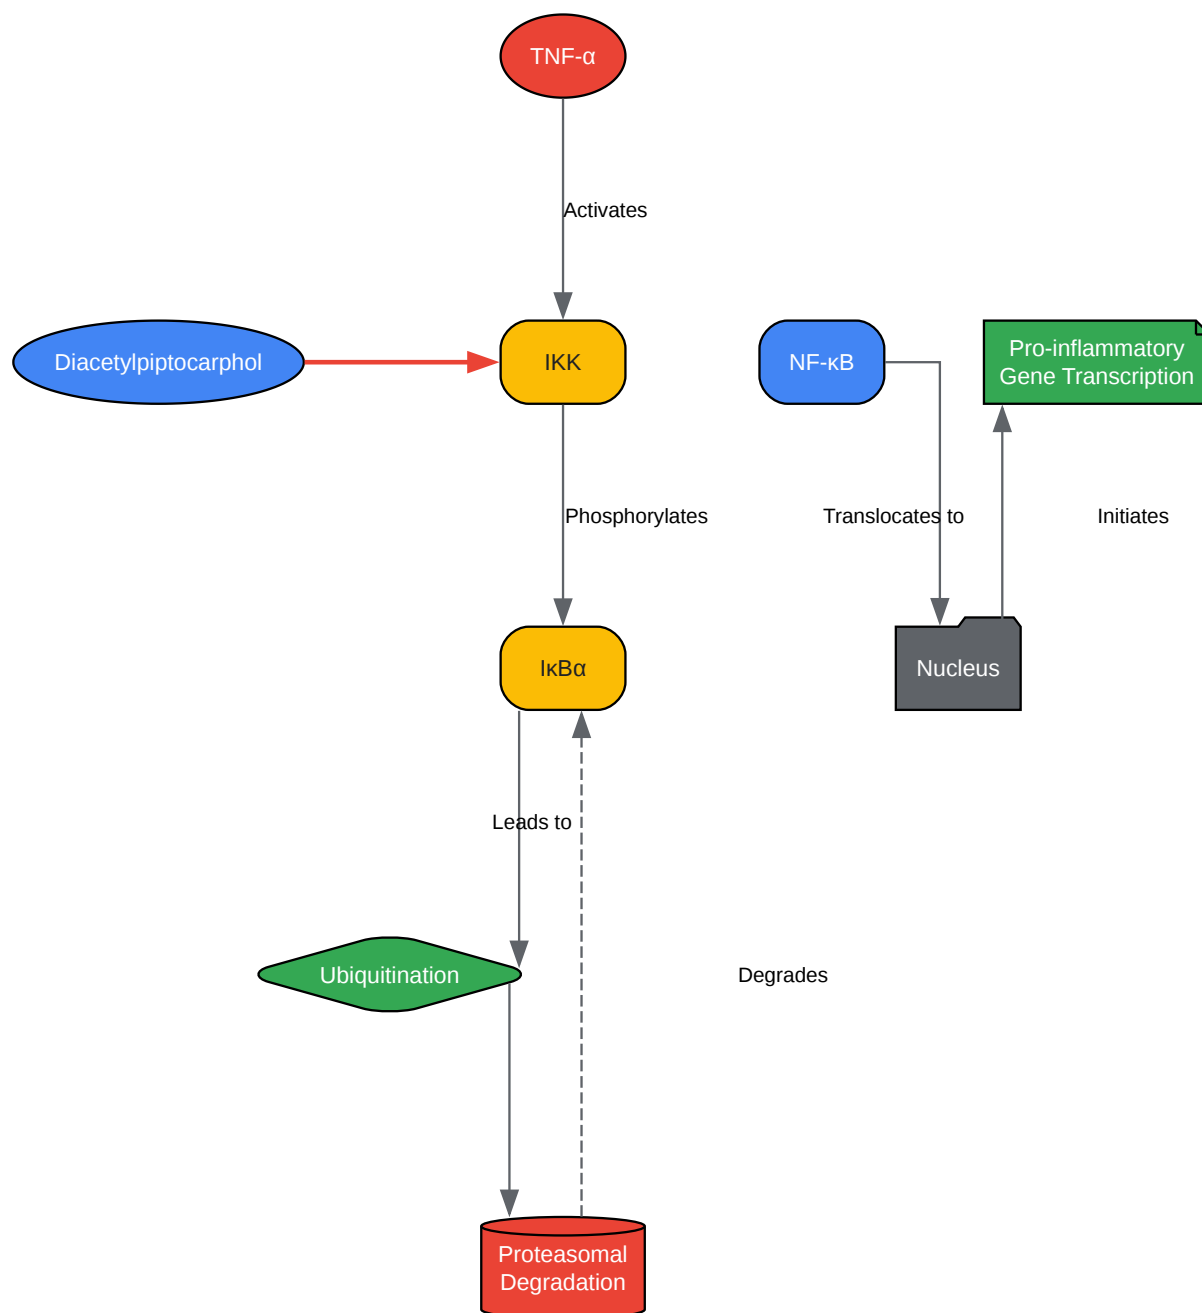 TNF-α
Activates
Diacetylpiptocarphol
IKK
NF-κB
Pro-inflammatory
Gene Transcription
Phosphorylates
Translocates to
Initiates
IκBα
Nucleus
Leads to
Ubiquitination
Degrades
Proteasomal
Degradation